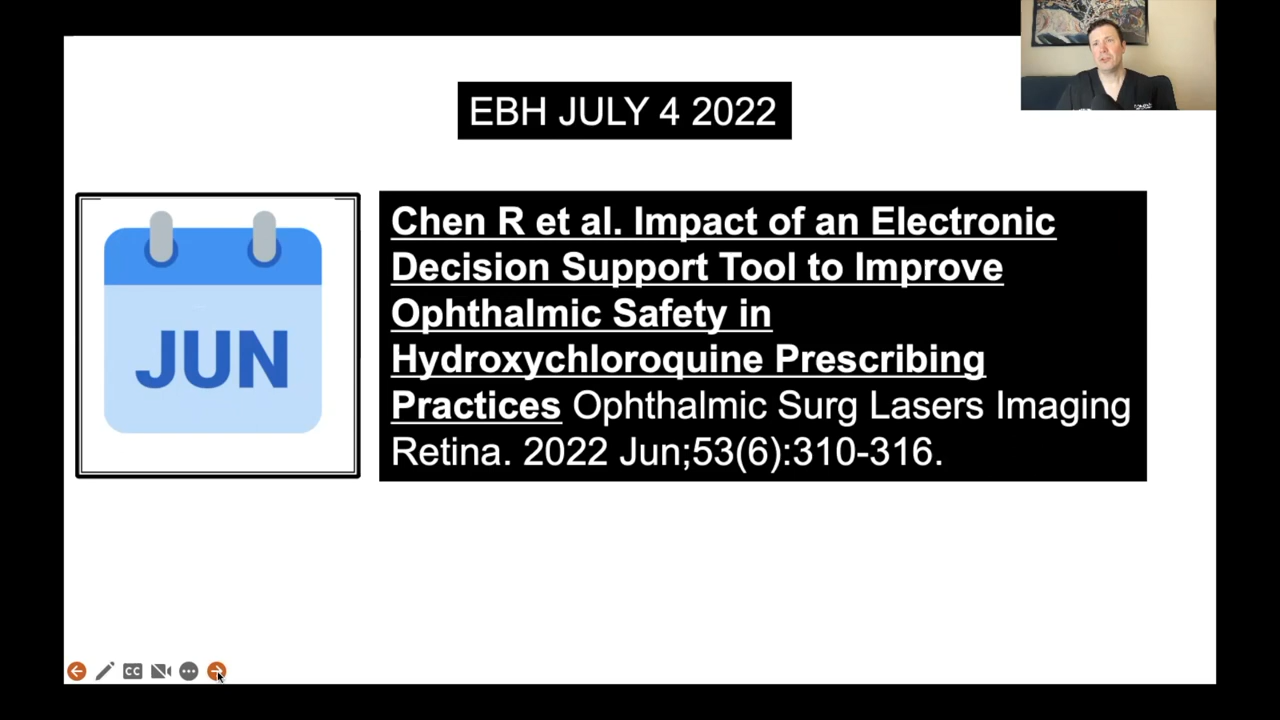 EBH JULY 4 2022
JUN
Chen R et al. Impact of an Electronic
Decision Support Tool to Improve
Ophthalmic Safety in
Hydroxychloroquine Prescribing
Practices Ophthalmic Surg Lasers Imaging
Retina. 2022 Jun;53(6):310-316.
CC